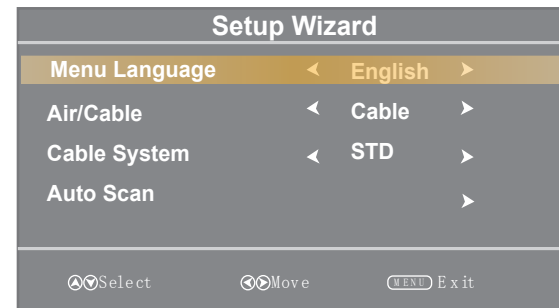 Setup Wizard
Menu Language English
Air/Cable Cable
Cable System STD
Auto Scan
Select Move MENU Exit